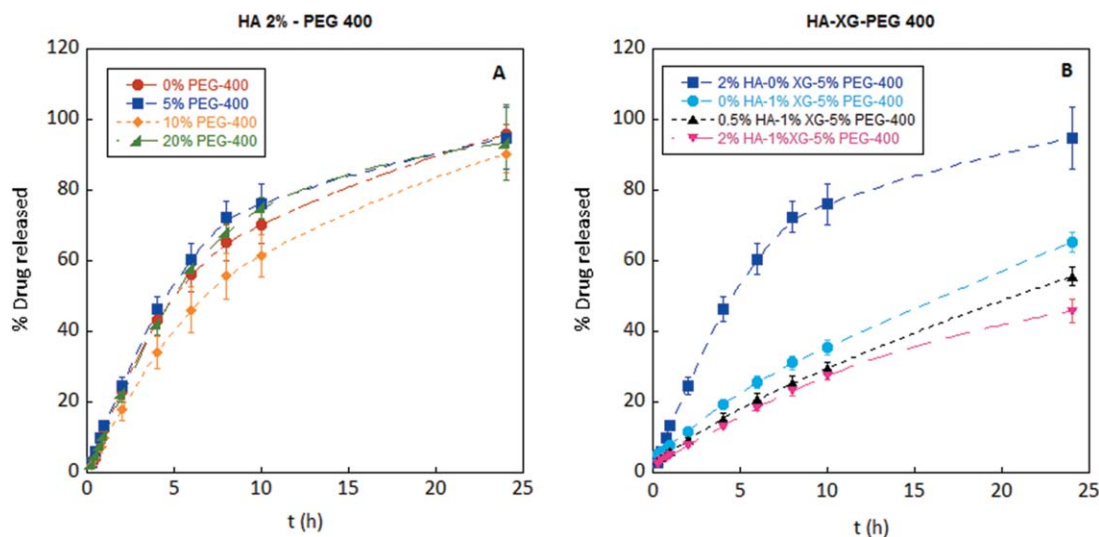 HA 2% - PEG 400
120
100
80
60
40
20
0
0
5
10
15
20
25
% Drug released
t (h)
A
0% PEG-400
5% PEG-400
10% PEG-400
20% PEG-400
HA-XG-PEG 400
120
100
80
60
40
20
0
0
5
10
15
20
25
% Drug released
t (h)
B
2% HA-0% XG-5% PEG-400
0% HA-1% XG-5% PEG-400
0.5% HA-1% XG-5% PEG-400
2% HA-1%XG-5% PEG-400